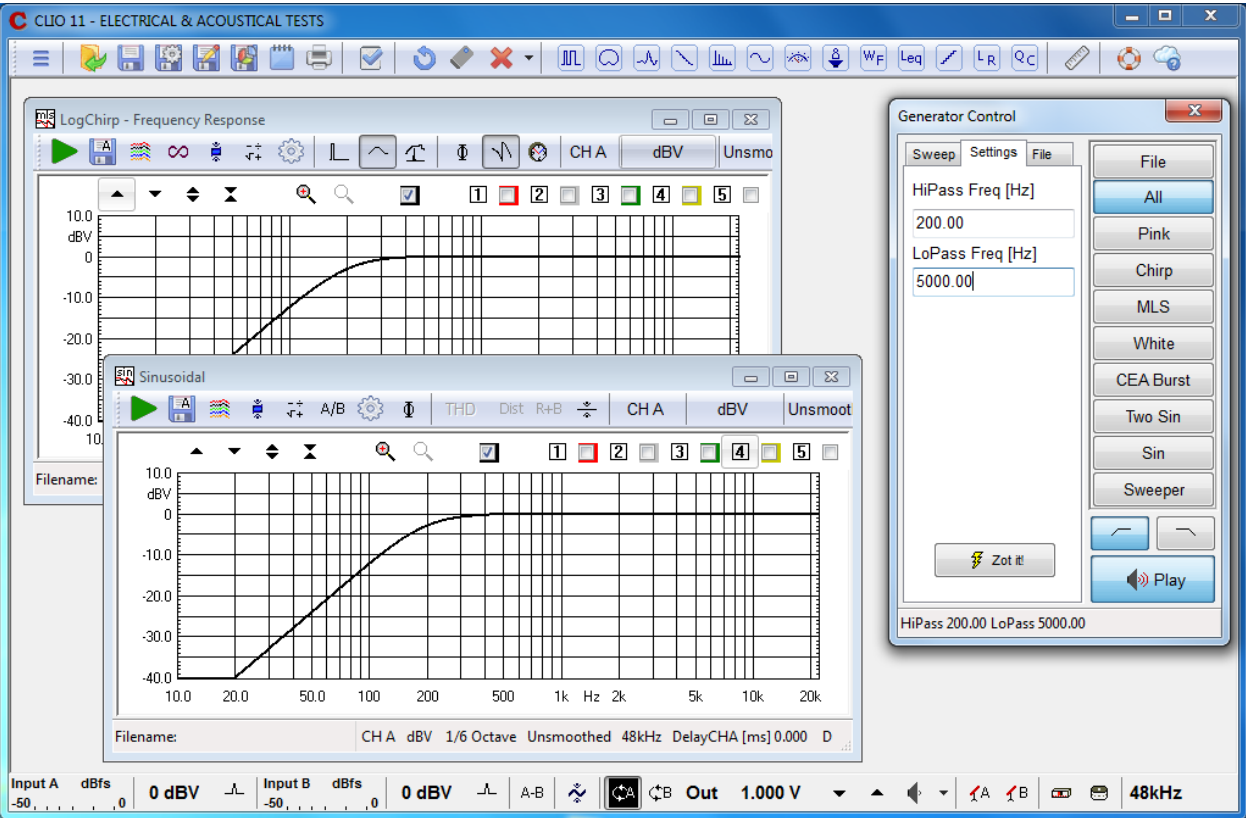 CLIO 11 - ELECTRICAL & ACOUSTICAL TESTS
WF Leq LR QC
LogChirp - Frequency Response
CH A dBV Unsmo
1 2 3 4 5
10.0
dBV
0
-10.0
-20.0
-30.0
-40.0
10.
Filename:
Sinusoidal
A/B THD Dist R+B CH A dBV Unsmoot
1 2 3 4 5
10.0
dBV
0
-10.0
-20.0
-30.0
-40.0
10.0 20.0 50.0 100 200 500 1k Hz 2k 5k 10k 20k
Filename: CH A dBV 1/6 Octave Unsmoothed 48kHz DelayCHA [ms] 0.000 D
Generator Control
Sweep Settings File
HiPass Freq [Hz]
200.00
LoPass Freq [Hz]
5000.00
Zot it!
File
All
Pink
Chirp
MLS
White
CEA Burst
Two Sin
Sin
Sweeper
Play
HiPass 200.00 LoPass 5000.00
Input A dBfs
-50 0
0 dBV
Input B dBfs
-50 0
0 dBV
A-B A B Out 1.000 V A B 48kHz